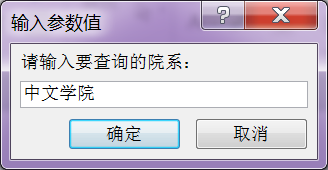 输入参数值
请输入要查询的院系：
中文学院
确定
取消